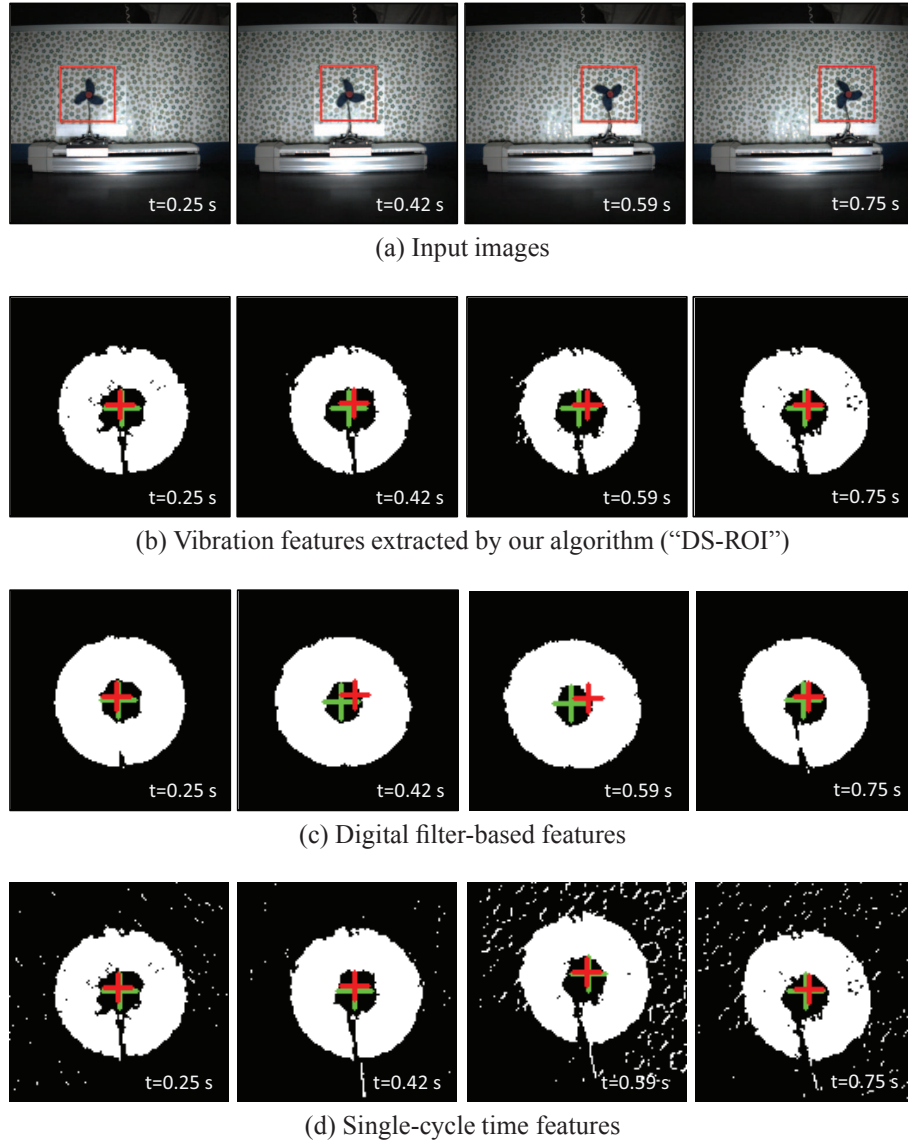 t=0.25 s t=0.42 s t=0.59 s t=0.75 s
(a) Input images
t=0.25 s t=0.42 s t=0.59 s t=0.75 s
(b) Vibration features extracted by our algorithm (“DS-ROI”)
t=0.25 s t=0.42 s t=0.59 s t=0.75 s
(c) Digital filter-based features
t=0.25 s t=0.42 s t=0.59 s t=0.75 s
(d) Single-cycle time features